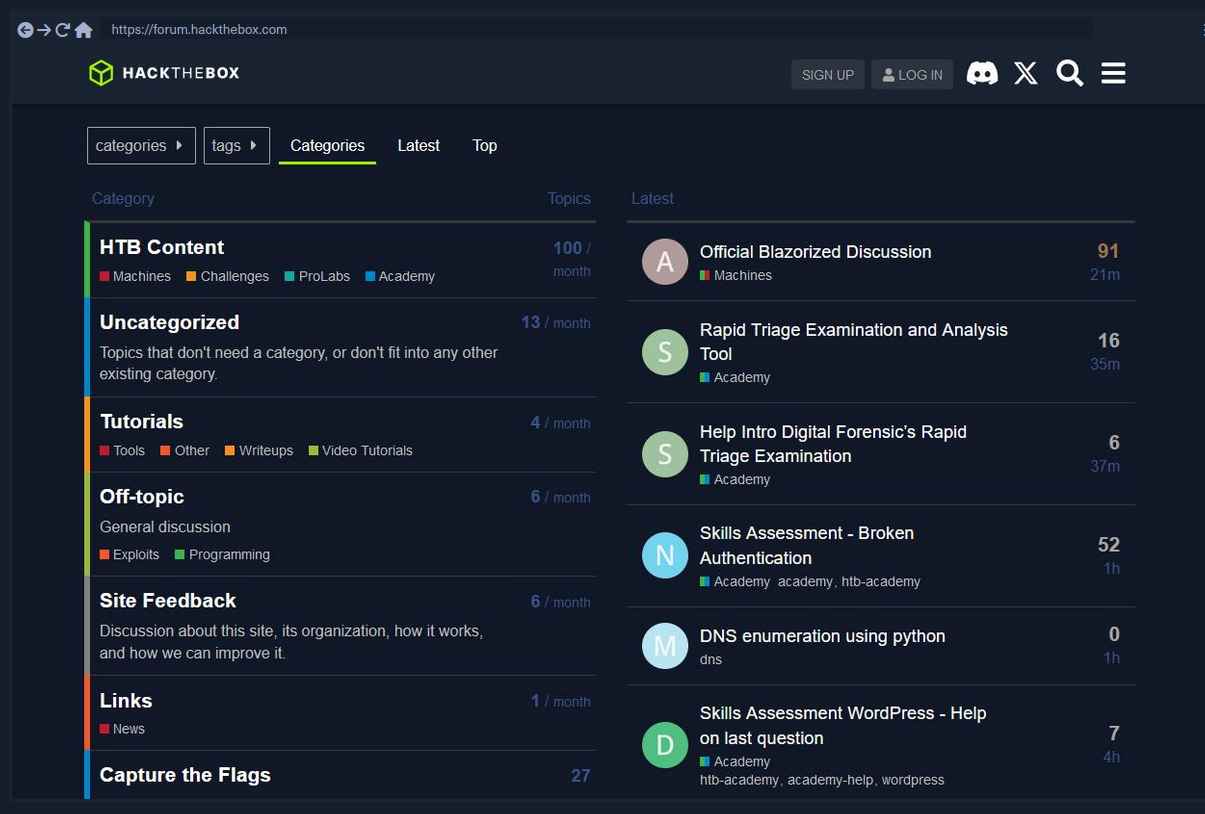 https://forum.hackthebox.com
HACKTHEBOX
SIGN UP
LOG IN
categories
tags
Categories
Latest
Top
Category Topics
HTB Content 100 /
month
Machines Challenges ProLabs Academy
Uncategorized 13 / month
Topics that don't need a category, or don't fit into any other
existing category.
Tutorials 4 / month
Tools Other Writeups Video Tutorials
Off-topic 6 / month
General discussion
Exploits Programming
Site Feedback 6 / month
Discussion about this site, its organization, how it works,
and how we can improve it.
Links 1 / month
News
Capture the Flags 27
Latest
A
Official Blazorized Discussion 91
Machines 21m
S
Rapid Triage Examination and Analysis
Tool 16
Academy 35m
S
Help Intro Digital Forensic’s Rapid
Triage Examination 6
Academy 37m
N
Skills Assessment - Broken
Authentication 52
Academy academy, htb-academy 1h
M
DNS enumeration using python 0
dns 1h
D
Skills Assessment WordPress - Help
on last question 7
Academy 4h
htb-academy, academy-help, wordpress